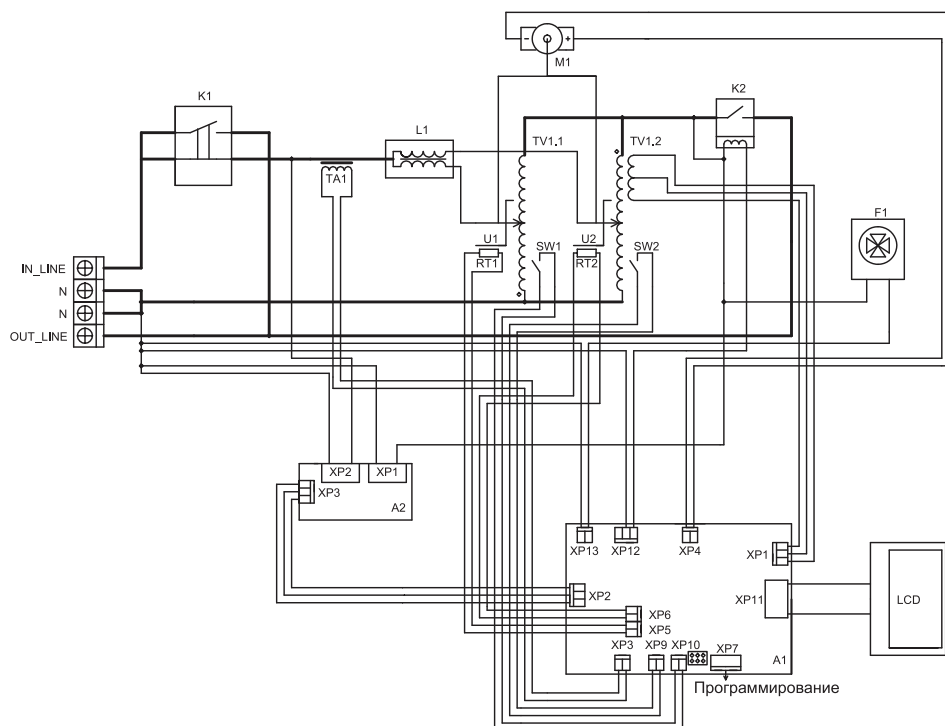 − +
M1
K1
K2
L1
TV1.1
TV1.2
TA1
F1
U1
SW1
U2
SW2
RT1
RT2
IN_LINE
N
N
OUT_LINE
XP2
XP1
XP3
A2
XP13
XP12
XP4
XP1
XP2
XP11
LCD
XP6
XP5
XP3
XP9
XP10
XP7
A1
Программирование